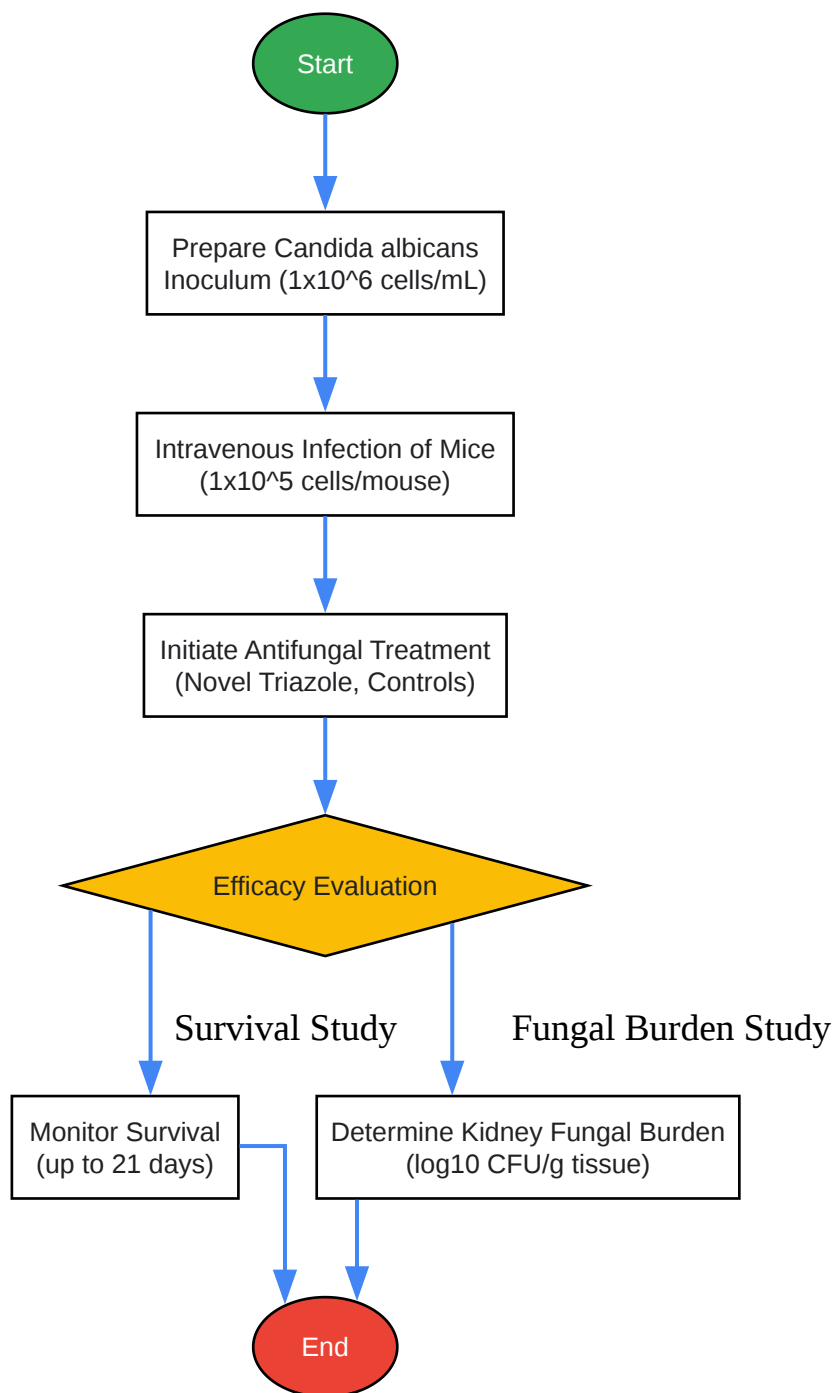 Start
Prepare Candida albicans
Inoculum (1x10^6 cells/mL)
Intravenous Infection of Mice
(1x10^5 cells/mouse)
Initiate Antifungal Treatment
(Novel Triazole, Controls)
Efficacy Evaluation
Survival Study
Fungal Burden Study
Monitor Survival
(up to 21 days)
Determine Kidney Fungal Burden
(log10 CFU/g tissue)
End